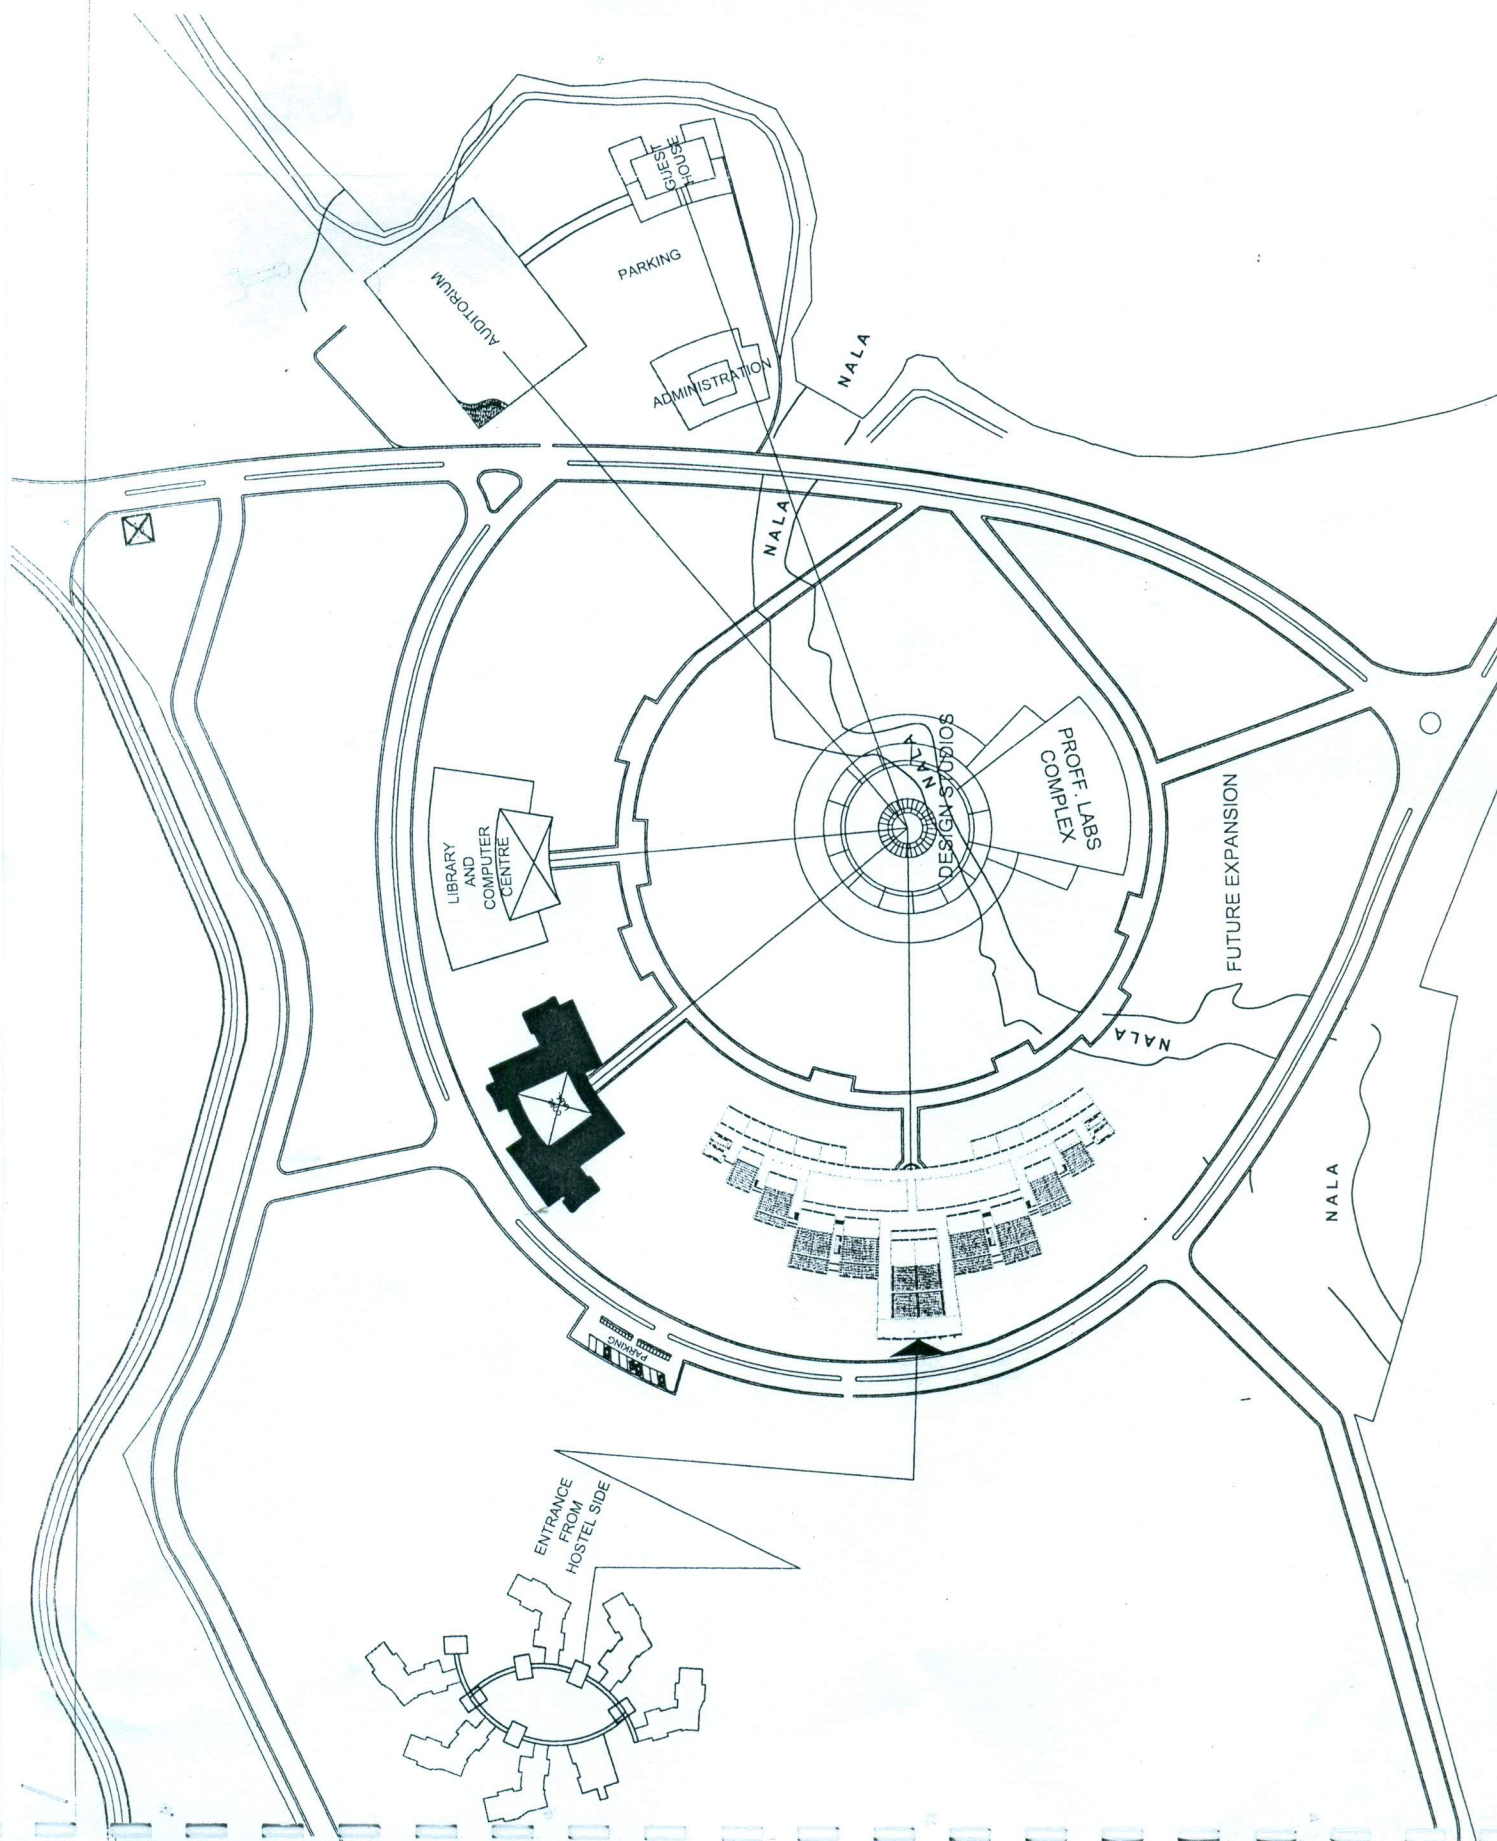 GUEST
HOUSE
PARKING
AUDITORIUM
ADMINISTRATION
NALA
NALA
NALA
DESIGN STUDIOS
PROFF. LABS
COMPLEX
LIBRARY
AND
COMPUTER
CENTRE
FUTURE EXPANSION
NALA
NALA
PARKING
ENTRANCE
FROM
HOSTEL SIDE